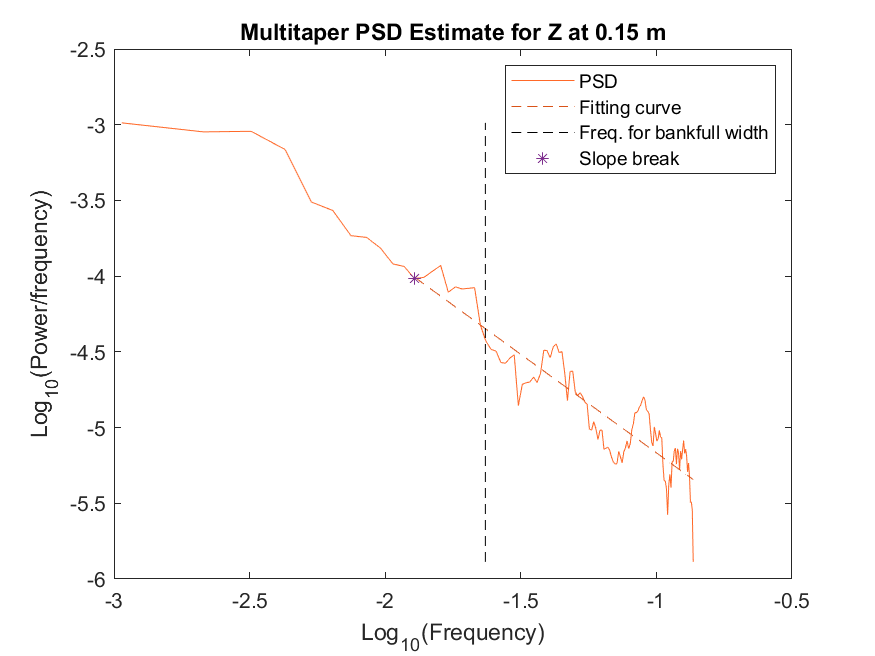 Multitaper PSD Estimate for Z at 0.15 m
-2.5
-3
-3.5
-4
-4.5
-5
-5.5
-6
Log10(Power/frequency)
PSD
Fitting curve
Freq. for bankfull width
Slope break
-3 -2.5 -2 -1.5 -1 -0.5
Log10(Frequency)